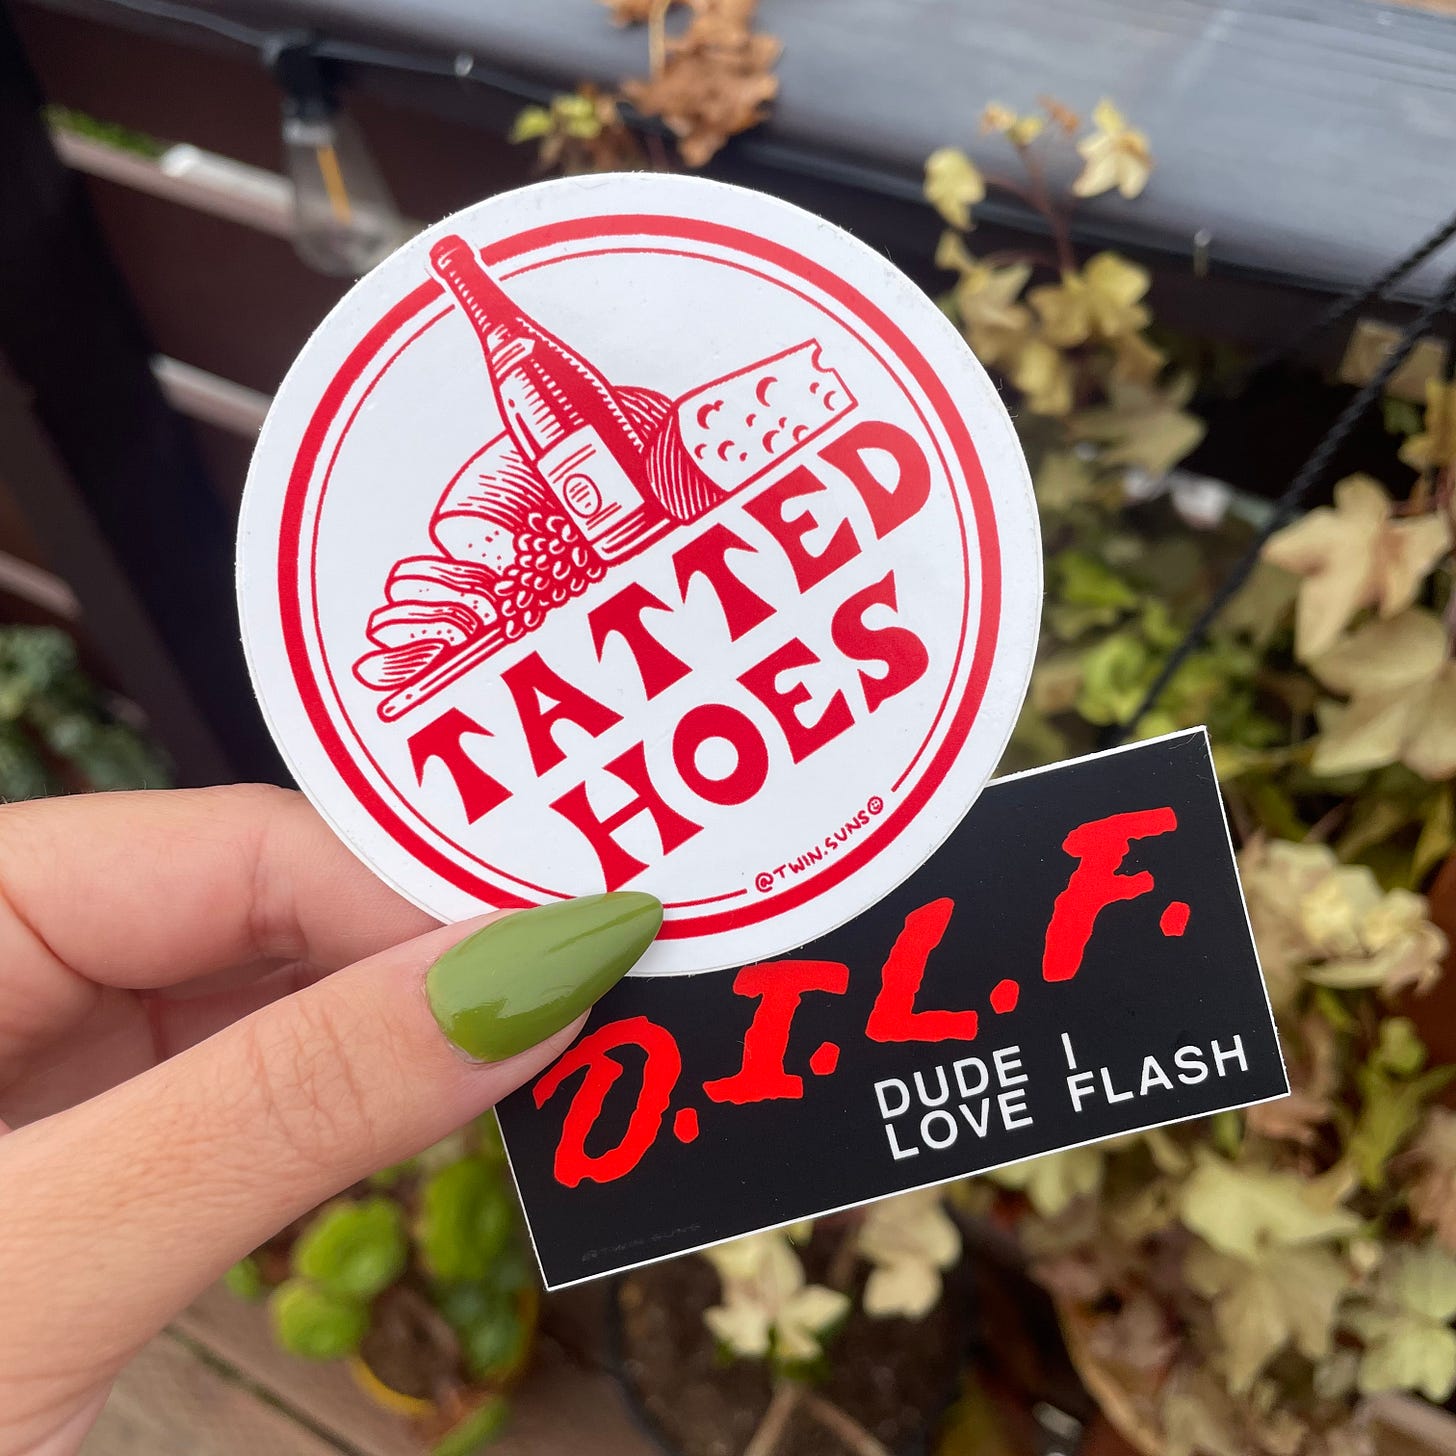 TATTED
HOES
@TWIN.SUNS
D.I.L.F.
DUDE I
LOVE FLASH